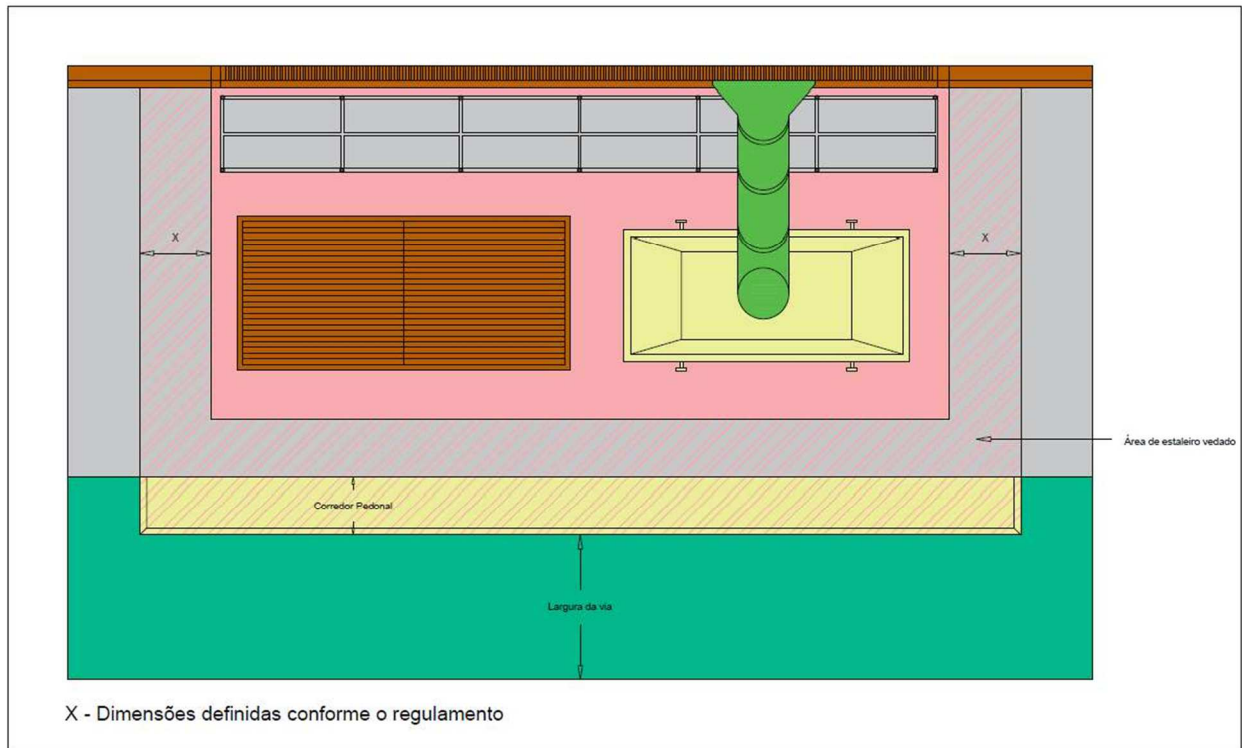 X
X
Área de estaleiro vedado
Corredor Pedonal
Largura da via
X - Dimensões definidas conforme o regulamento